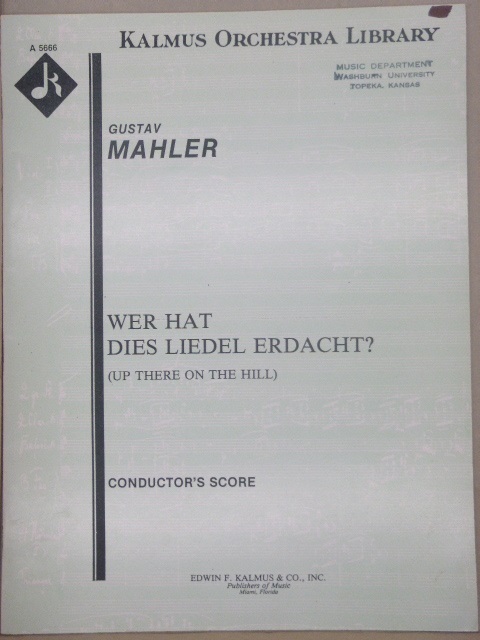 A 5666
KALMUS ORCHESTRA LIBRARY
MUSIC DEPARTMENT
WASHBURN UNIVERSITY
TOPEKA, KANSAS
GUSTAV
MAHLER
WER HAT
DIES LIEDEL ERDACHT?
(UP THERE ON THE HILL)
CONDUCTOR'S SCORE
EDWIN F. KALMUS & CO., INC.
Publishers of Music
Miami, Florida